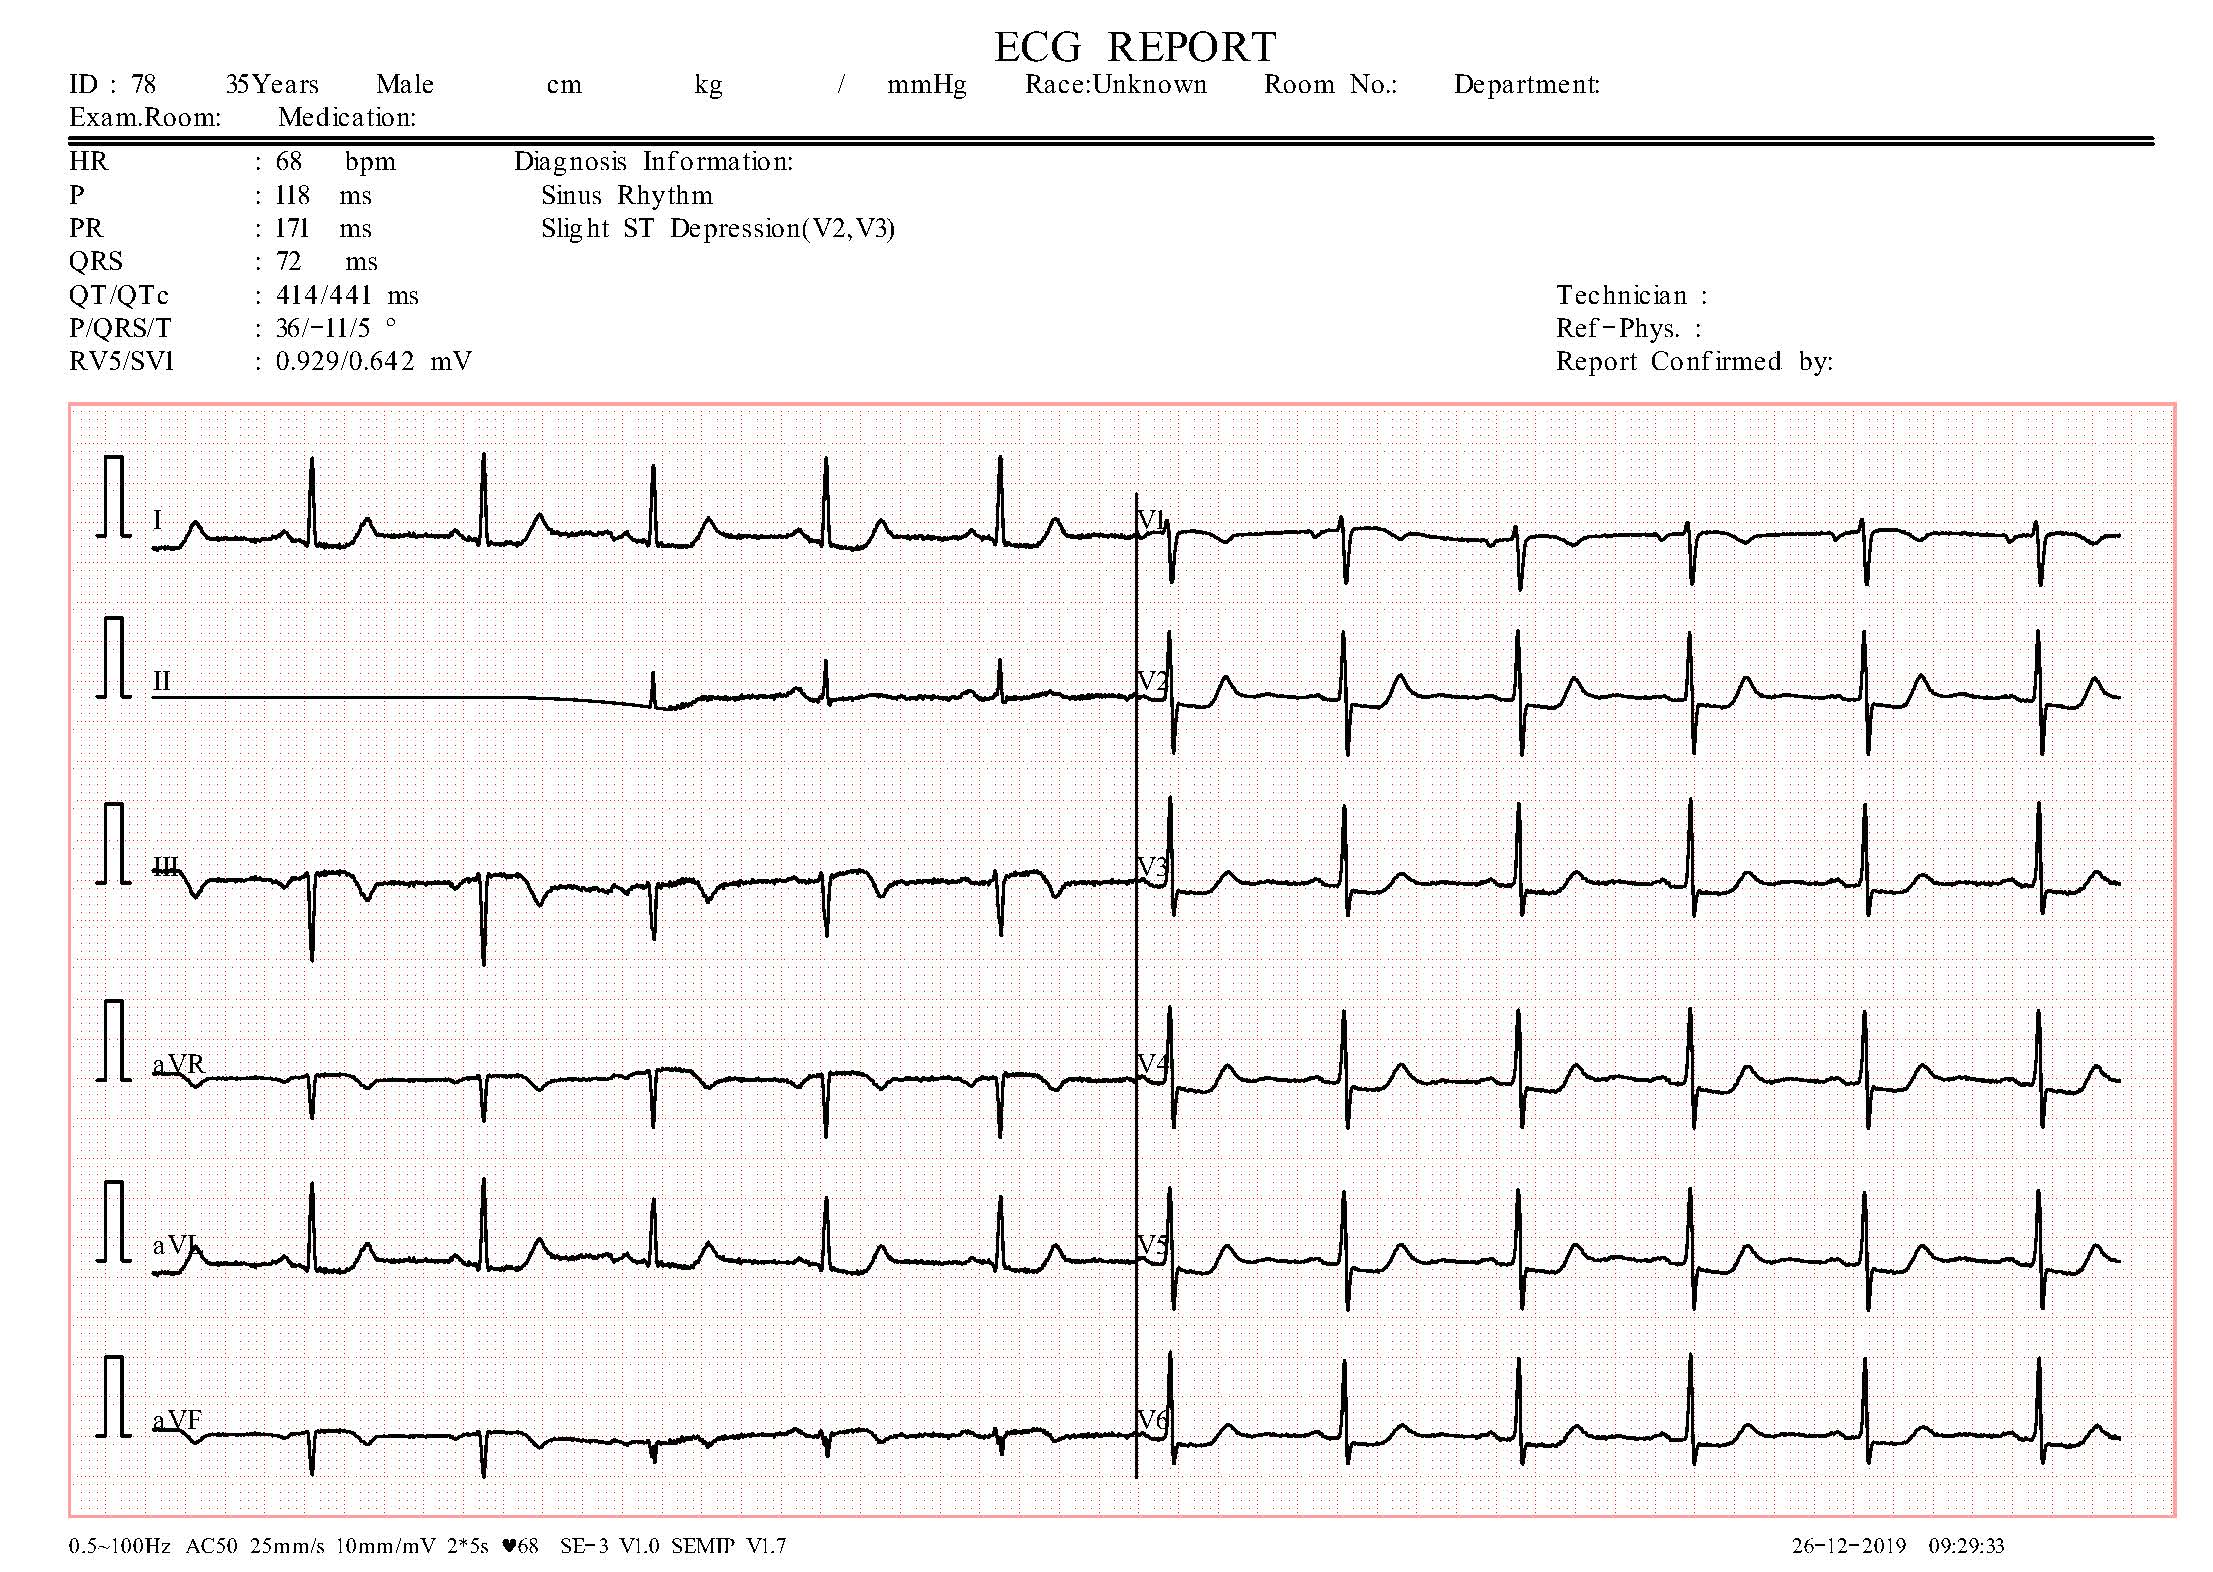 ECG REPORT
ID : 78 35Years Male cm kg / mmHg Race:Unknown Room No.: Department:
Exam.Room: Medication:
HR : 68 bpm Diagnosis Information:
P : 118 ms Sinus Rhythm
PR : 171 ms Slight ST Depression(V2,V3)
QRS : 72 ms
QT/QTc : 414/441 ms Technician :
P/QRS/T : 36/-11/5 ° Ref-Phys. :
RV5/SV1 : 0.929/0.642 mV Report Confirmed by:
I V1
II V2
III V3
aVR V4
aVL V5
aVF V6
0.5~100Hz AC50 25mm/s 10mm/mV 2*5s ♥68 SE-3 V1.0 SEMIP V1.7 26-12-2019 09:29:33